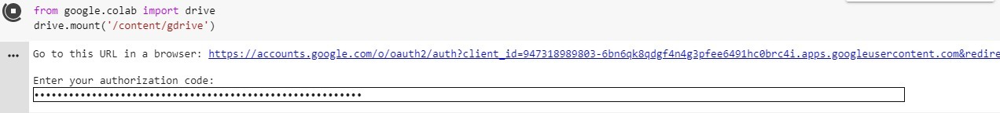 from google.colab import drive
drive.mount('/content/gdrive')
Go to this URL in a browser: https://accounts.google.com/o/oauth2/auth?client_id=947318989803-6bn6qk8qdgf4n4g3pfee6491hc0brc4i.apps.googleusercontent.com&redire
Enter your authorization code: